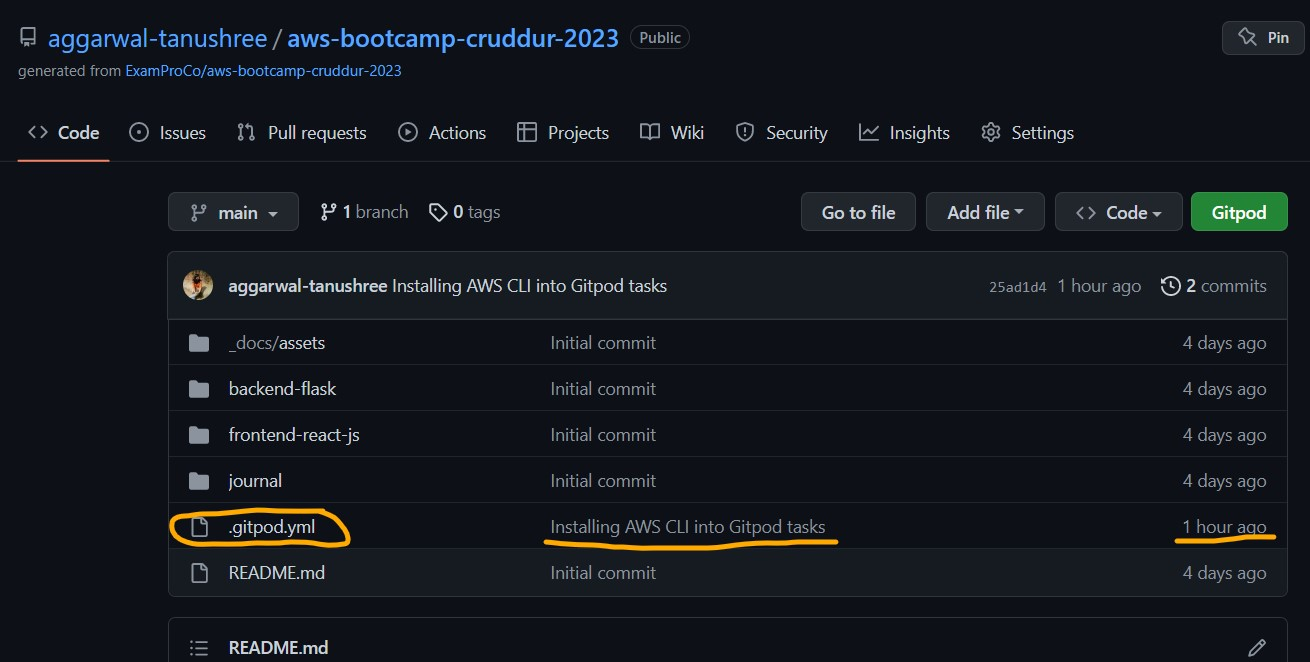 aggarwal-tanushree / aws-bootcamp-cruddur-2023 Public Pin
generated from ExamProCo/aws-bootcamp-cruddur-2023
Code Issues Pull requests Actions Projects Wiki Security Insights Settings
main 1 branch 0 tags Go to file Add file Code Gitpod
aggarwal-tanushree Installing AWS CLI into Gitpod tasks 25ad1d4 1 hour ago 2 commits
_docs/assets Initial commit 4 days ago
backend-flask Initial commit 4 days ago
frontend-react-js Initial commit 4 days ago
journal Initial commit 4 days ago
.gitpod.yml Installing AWS CLI into Gitpod tasks 1 hour ago
README.md Initial commit 4 days ago
README.md